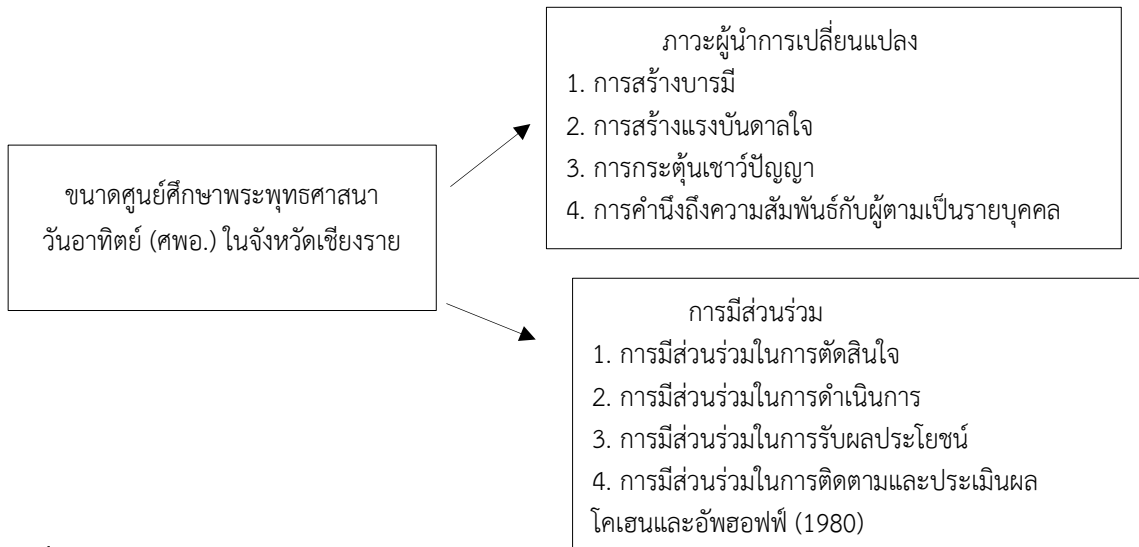 ภาวะผู้นำการเปลี่ยนแปลง
1. การสร้างบารมี
2. การสร้างแรงบันดาลใจ
3. การกระตุ้นเชาว์ปัญญา
4. การคำนึงถึงความสัมพันธ์กับผู้ตามเป็นรายบุคคล
ขนาดศูนย์ศึกษาพระพุทธศาสนา
วันอาทิตย์ (ศพอ.) ในจังหวัดเชียงราย
การมีส่วนร่วม
1. การมีส่วนร่วมในการตัดสินใจ
2. การมีส่วนร่วมในการดำเนินการ
3. การมีส่วนร่วมในการรับผลประโยชน์
4. การมีส่วนร่วมในการติดตามและประเมินผล
โคเฮนและอัพฮอฟฟ์ (1980)